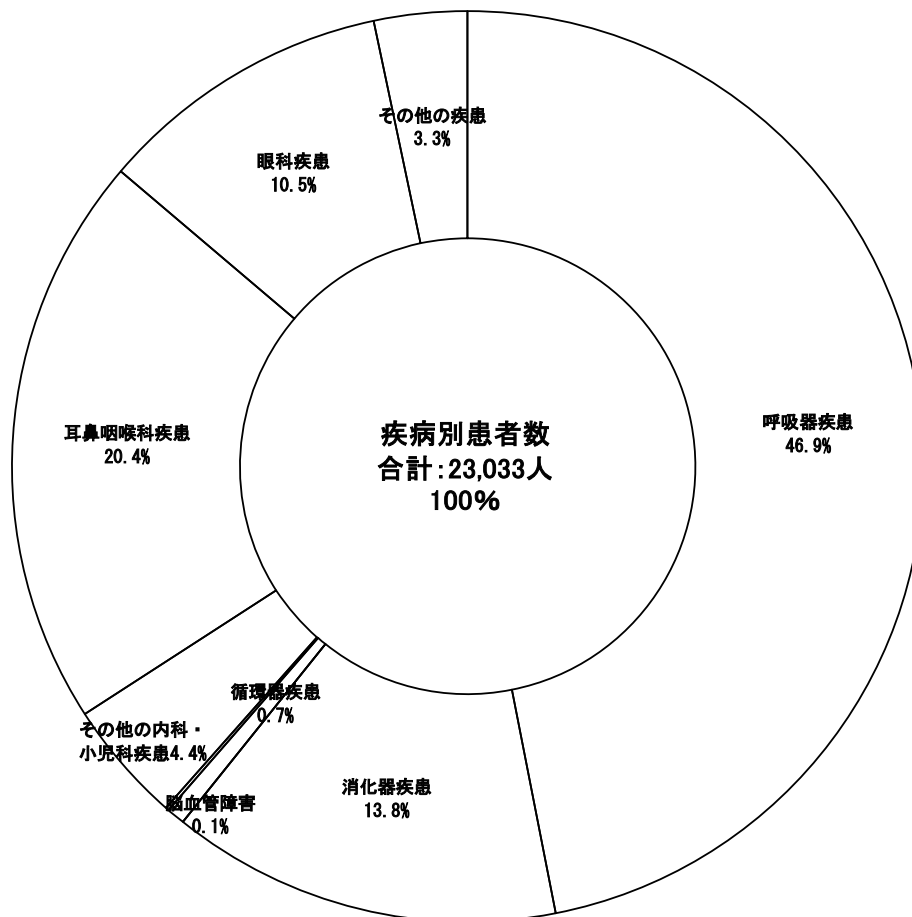 その他の疾患
3.3%
眼科疾患
10.5%
呼吸器疾患
46.9%
耳鼻咽喉科疾患
20.4%
疾病別患者数
合計:23,033人
100%
循環器疾患
0.7%
その他の内科・
小児科疾患4.4%
脳血管障害
0.1%
消化器疾患
13.8%